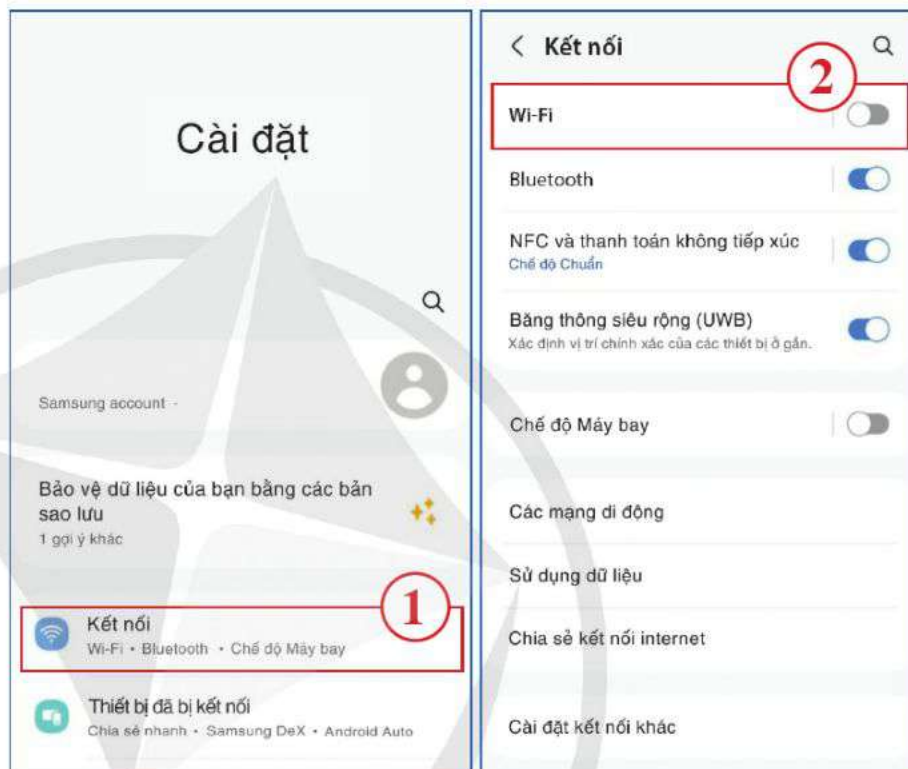 Cài đặt
Samsung account -
Bảo vệ dữ liệu của bạn bằng các bản
sao lưu
1 gợi ý khác
1
Kết nối
Wi-Fi • Bluetooth • Chế độ Máy bay
Thiết bị đã bị kết nối
Chia sẻ nhanh • Samsung DeX • Android Auto
Kết nối
2
Wi-Fi
Bluetooth
NFC và thanh toán không tiếp xúc
Chế độ Chuẩn
Băng thông siêu rộng (UWB)
Xác định vị trí chính xác của các thiết bị ở gần.
Chế độ Máy bay
Các mạng di động
Sử dụng dữ liệu
Chia sẻ kết nối internet
Cài đặt kết nối khác